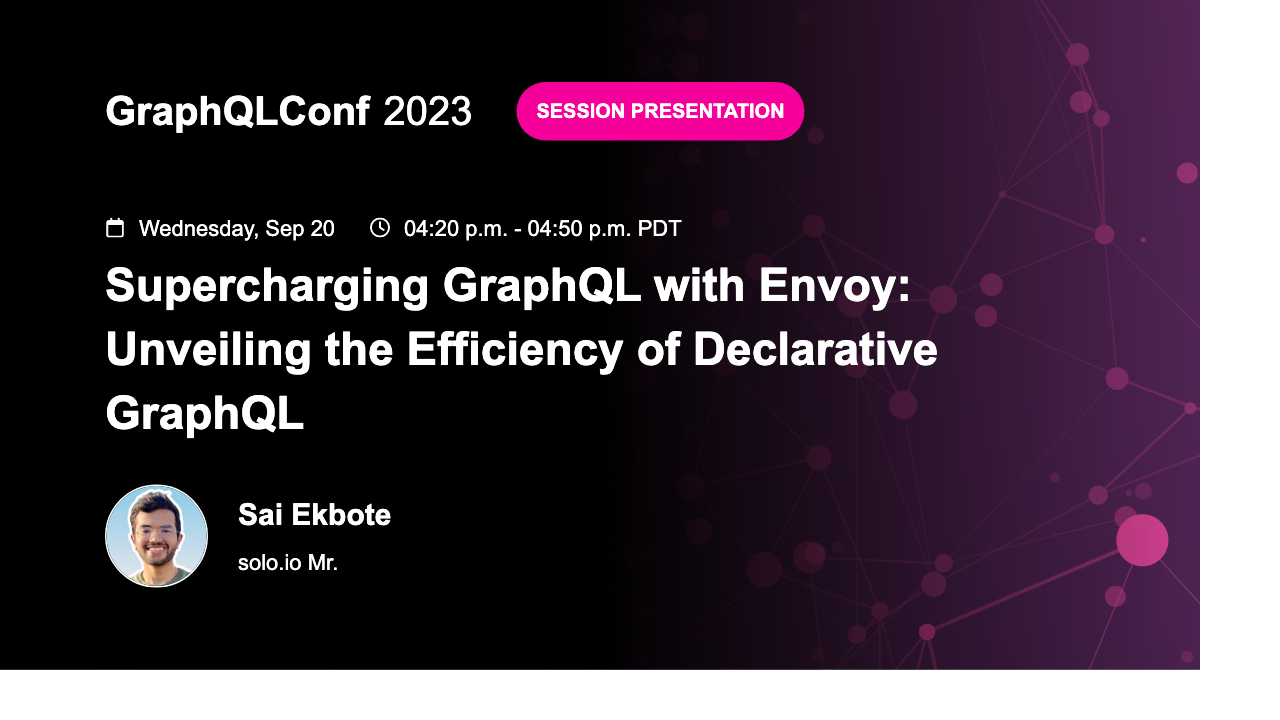 GraphQLConf 2023
SESSION PRESENTATION
Wednesday, Sep 20
04:20 p.m. - 04:50 p.m. PDT
Supercharging GraphQL with Envoy:
Unveiling the Efficiency of Declarative
GraphQL
Sai Ekbote
solo.io Mr.